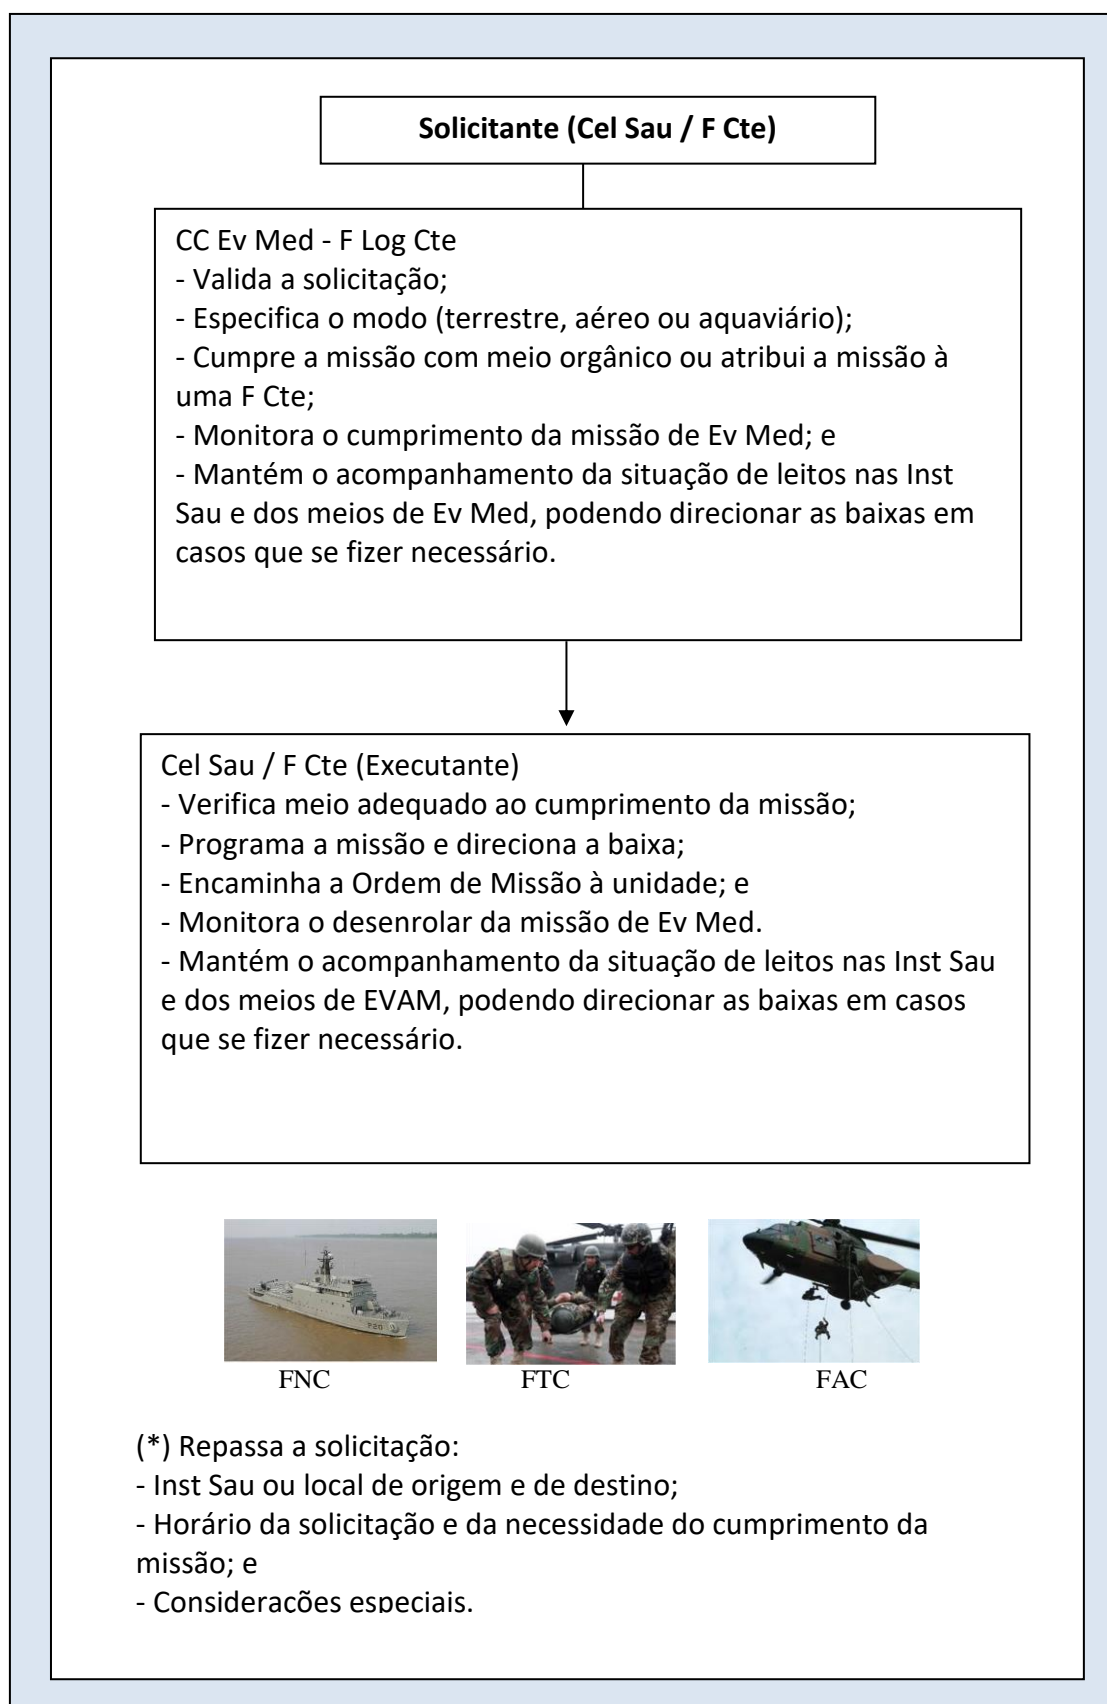 Solicitante (Cel Sau / F Cte)
CC Ev Med - F Log Cte
- Valida a solicitação;
- Especifica o modo (terrestre, aéreo ou aquaviário);
- Cumpre a missão com meio orgânico ou atribui a missão à
uma F Cte;
- Monitora o cumprimento da missão de Ev Med; e
- Mantém o acompanhamento da situação de leitos nas Inst
Sau e dos meios de Ev Med, podendo direcionar as baixas em
casos que se fizer necessário.
Cel Sau / F Cte (Executante)
- Verifica meio adequado ao cumprimento da missão;
- Programa a missão e direciona a baixa;
- Encaminha a Ordem de Missão à unidade; e
- Monitora o desenrolar da missão de Ev Med.
- Mantém o acompanhamento da situação de leitos nas Inst Sau
e dos meios de EVAM, podendo direcionar as baixas em casos
que se fizer necessário.
P20
FNC
FTC
FAC
(*) Repassa a solicitação:
- Inst Sau ou local de origem e de destino;
- Horário da solicitação e da necessidade do cumprimento da
missão; e
- Considerações especiais.